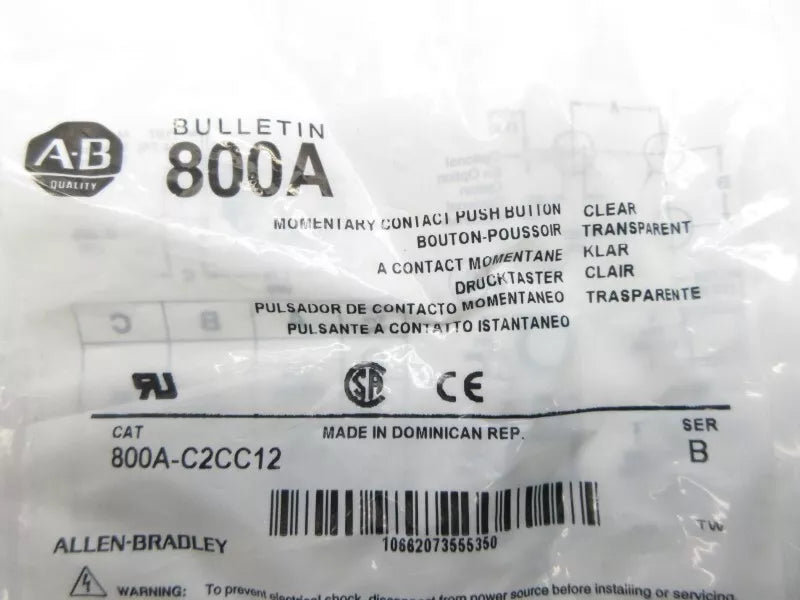 A-B
QUALITY
BULLETIN
800A
MOMENTARY CONTACT PUSH BUTTON CLEAR
BOUTON-POUSSOIR TRANSPARENT
A CONTACT MOMENTANE KLAR
DRUCKTASTER CLAIR
PULSADOR DE CONTACTO MOMENTANEO TRASPARENTE
PULSANTE A CONTATTO ISTANTANEO
C B
RU SA CE
CAT MADE IN DOMINICAN REP. SER
800A-C2CC12 B
10662073555350
TW
ALLEN-BRADLEY
WARNING: To prevent electrical shock, disconnect from power source before installing or servicing.